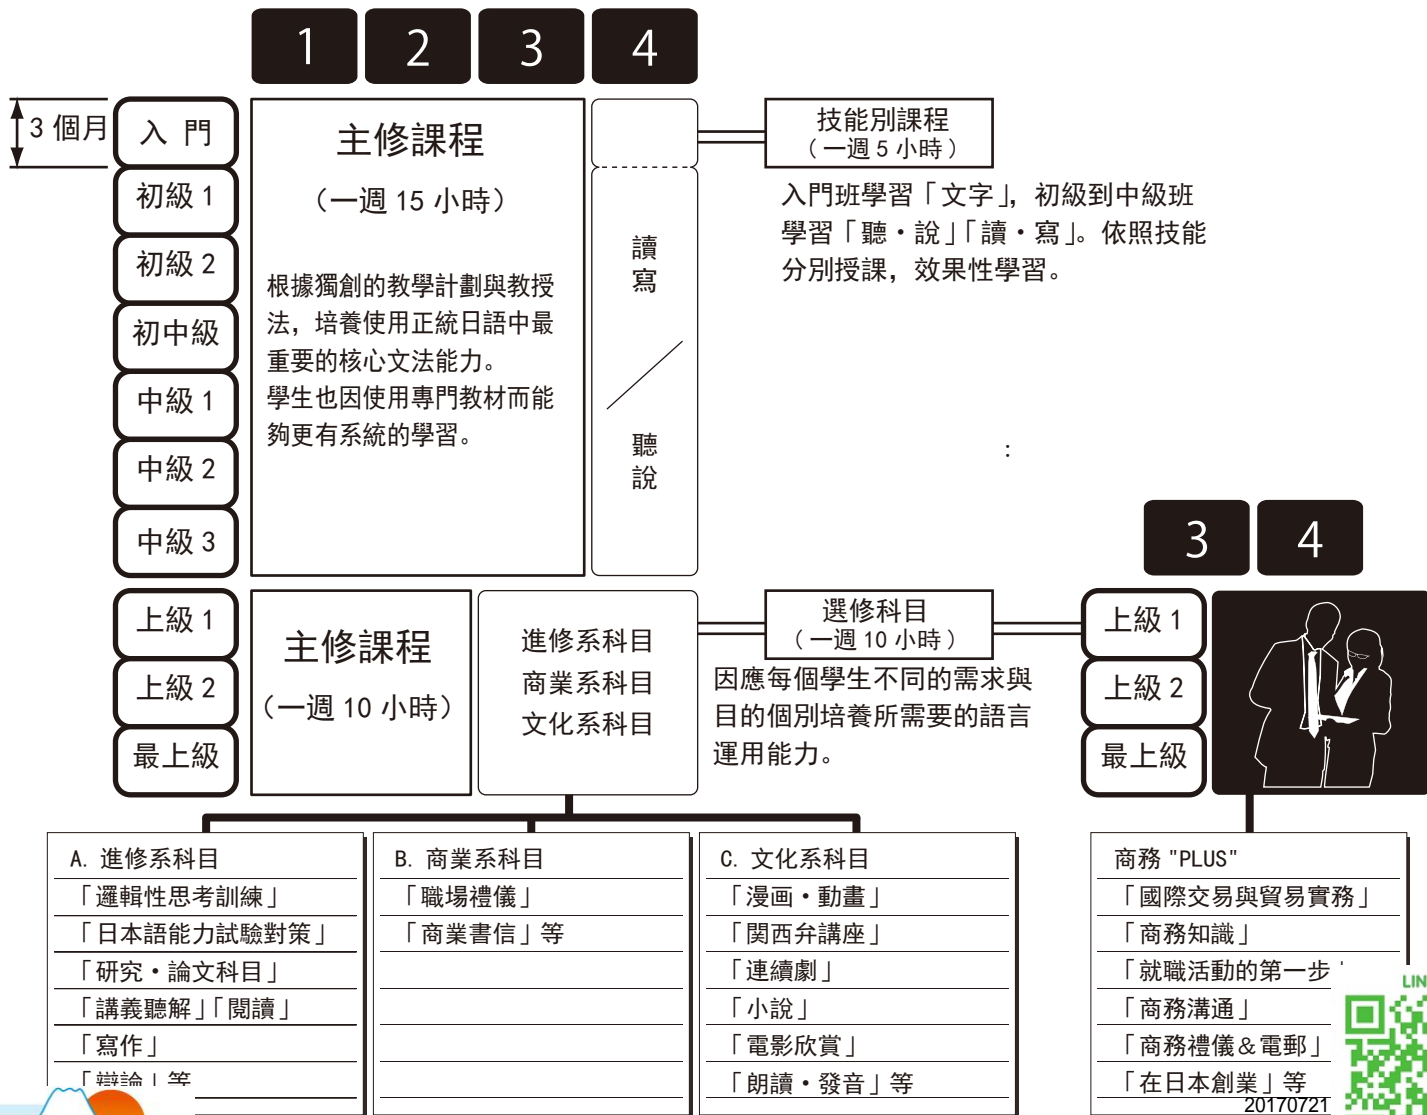 1 2 3 4
3 個月
入 門
初級 1
初級 2
初中級
中級 1
中級 2
中級 3
主修課程
（一週 15 小時）
根據獨創的教學計劃與教授
法，培養使用正統日語中最
重要的核心文法能力。
學生也因使用專門教材而能
夠更有系統的學習。
讀寫
／
聽說
技能別課程
（一週 5 小時）
入門班學習「文字」，初級到中級班
學習「聽・說」「讀・寫」。依照技能
分別授課，效果性學習。
:
上級 1
上級 2
最上級
主修課程
（一週 10 小時）
進修系科目
商業系科目
文化系科目
選修科目
（一週 10 小時）
因應每個學生不同的需求與
目的個別培養所需要的語言
運用能力。
3 4
上級 1
上級 2
最上級
A. 進修系科目
「邏輯性思考訓練」
「日本語能力試驗對策」
「研究・論文科目」
「講義聽解」「閱讀」
「寫作」
「辯論」等
B. 商業系科目
「職場禮儀」
「商業書信」等
C. 文化系科目
「漫画・動畫」
「関西弁講座」
「連續劇」
「小說」
「電影欣賞」
「朗讀・發音」等
商務 "PLUS"
「國際交易與貿易實務」
「商務知識」
「就職活動的第一步
「商務溝通」
「商務禮儀＆電郵」
「在日本創業」等
20170721